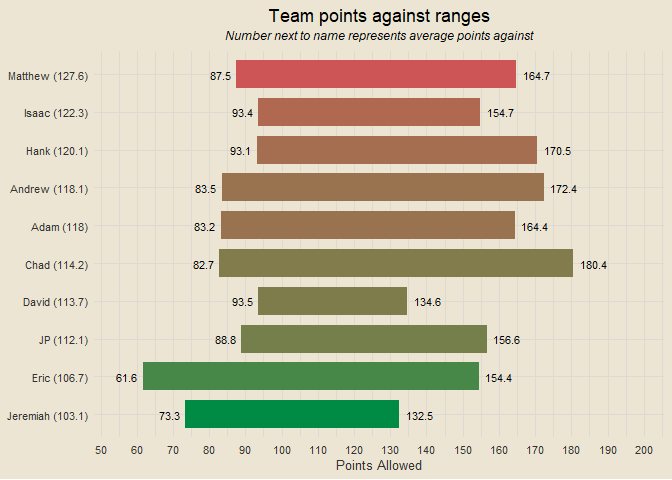 Team points against ranges
Number next to name represents average points against
Matthew (127.6) 87.5 164.7
Isaac (122.3) 93.4 154.7
Hank (120.1) 93.1 170.5
Andrew (118.1) 83.5 172.4
Adam (118) 83.2 164.4
Chad (114.2) 82.7 180.4
David (113.7) 93.5 134.6
JP (112.1) 88.8 156.6
Eric (106.7) 61.6 154.4
Jeremiah (103.1) 73.3 132.5
50 60 70 80 90 100 110 120 130 140 150 160 170 180 190 200
Points Allowed